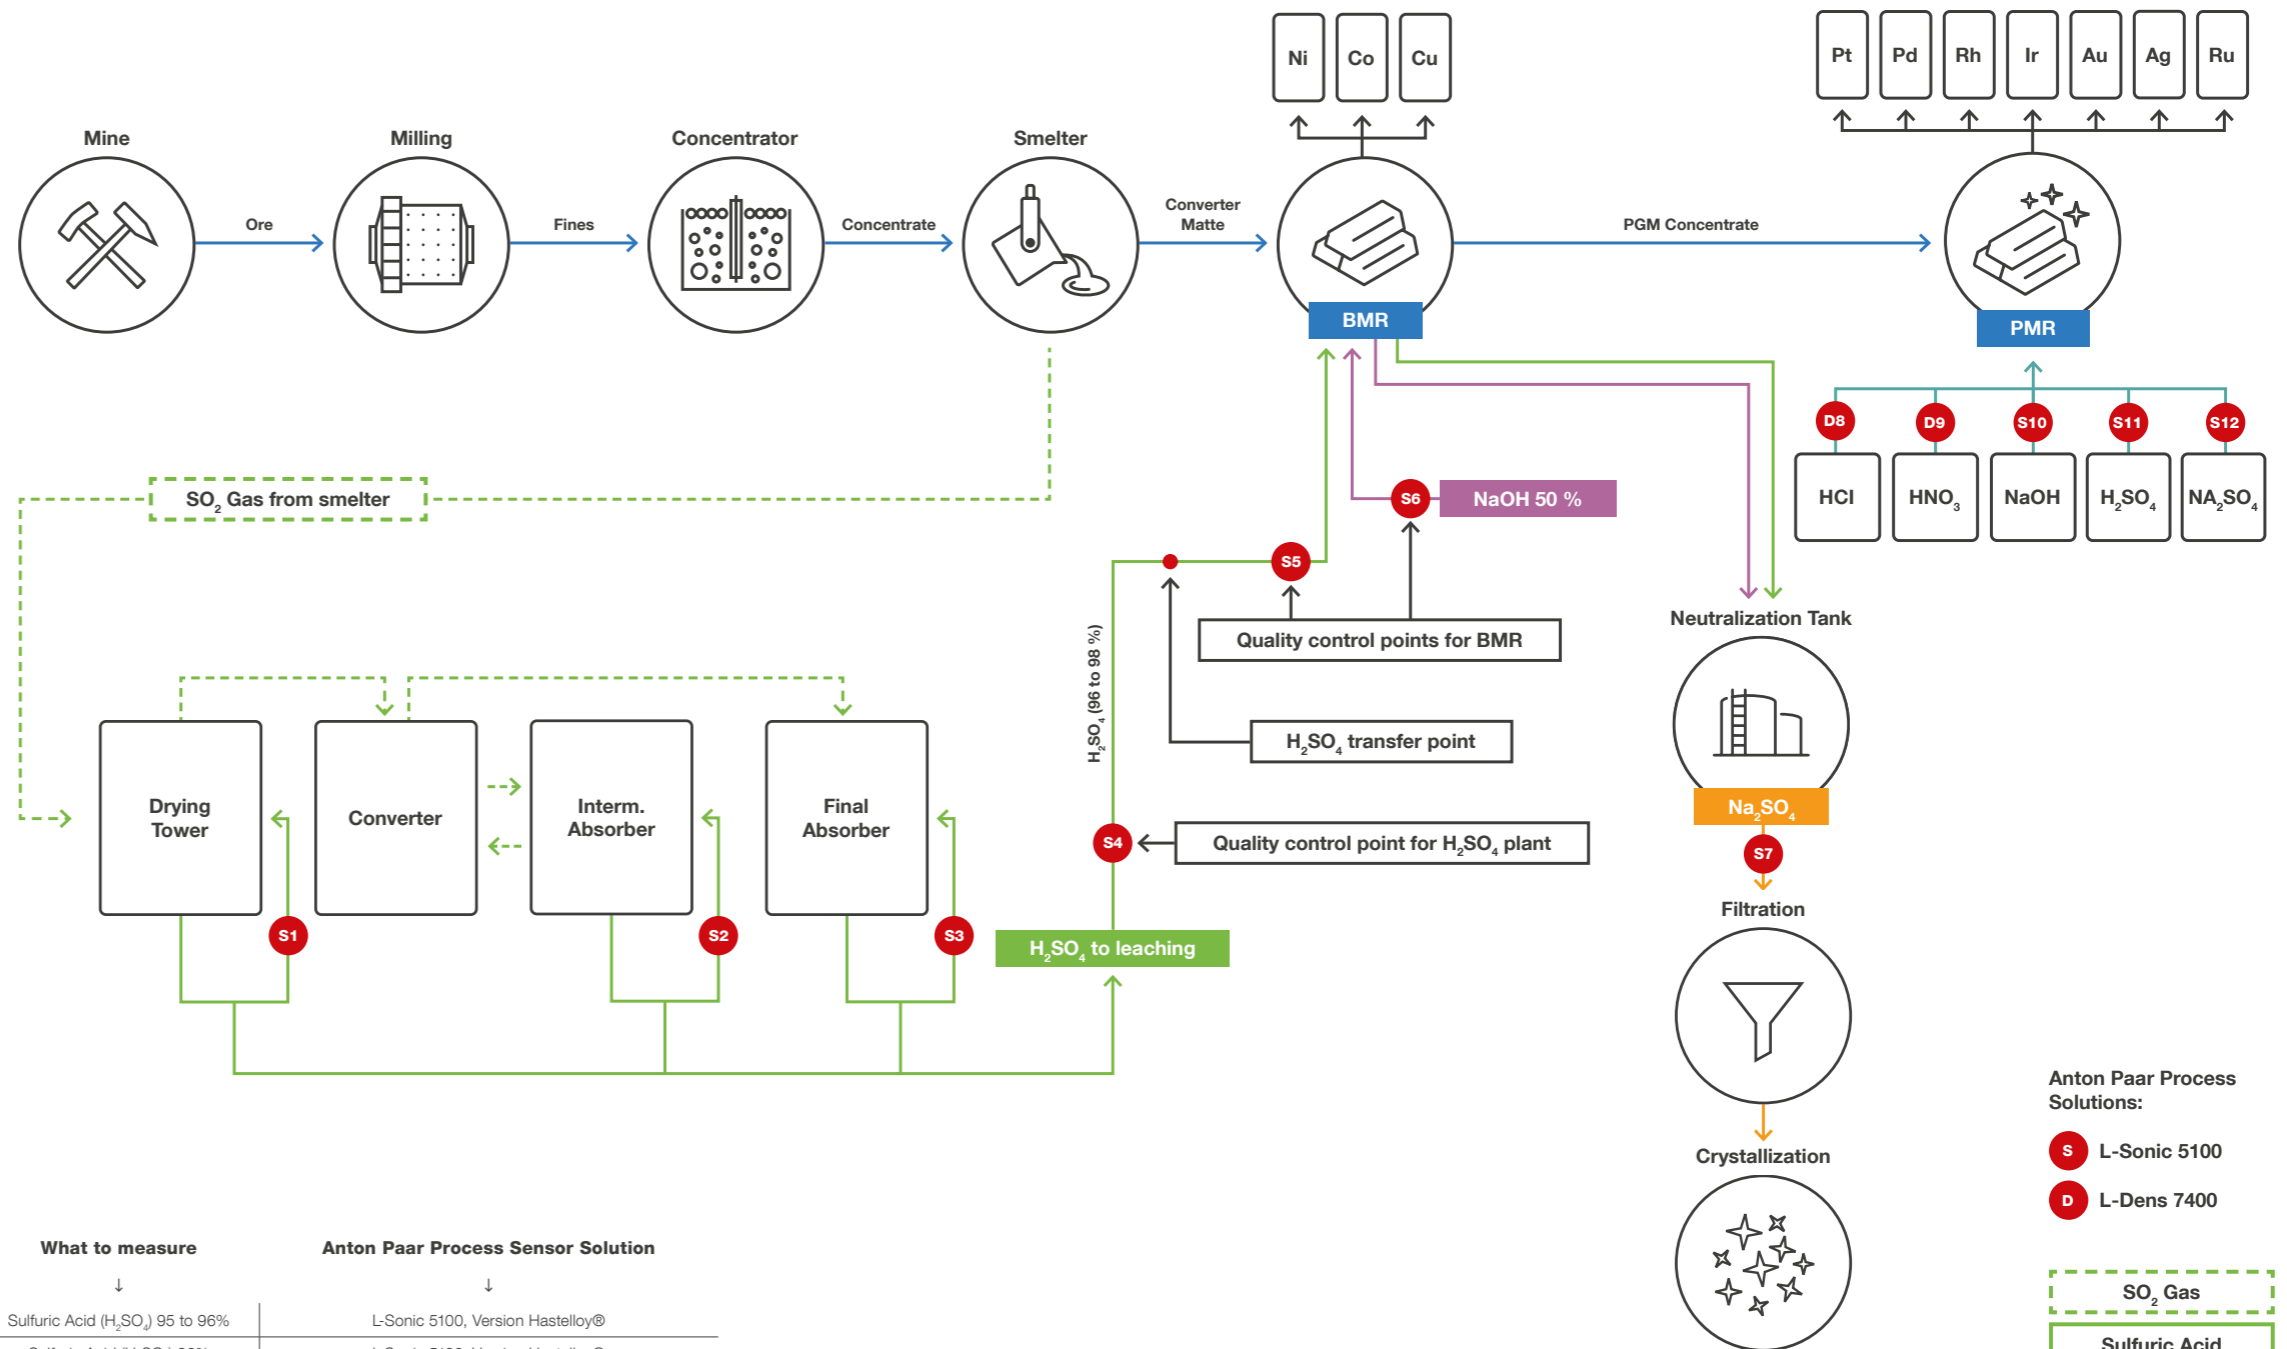 Ni
Co
Cu
Pt
Pd
Rh
Ir
Au
Ag
Ru
Mine
Milling
Concentrator
Smelter
Ore
Fines
Concentrate
Converter
Matte
PGM Concentrate
BMR
PMR
D8
D9
S10
S11
S12
HCl
HNO₃
NaOH
H₂SO₄
NA₂SO₄
SO₂ Gas from smelter
S6
NaOH 50 %
S5
Quality control points for BMR
H₂SO₄ (96 to 98 %)
H₂SO₄ transfer point
S4
Quality control point for H₂SO₄ plant
Neutralization Tank
Na₂SO₄
S7
Drying
Tower
Converter
Interm.
Absorber
Final
Absorber
S1
S2
S3
H₂SO₄ to leaching
Filtration
Crystallization
Anton Paar Process
Solutions:
S L-Sonic 5100
D L-Dens 7400
SO₂ Gas
Sulfuric Acid
What to measure
↓
Anton Paar Process Sensor Solution
↓
Sulfuric Acid (H₂SO₄) 95 to 96%
L-Sonic 5100, Version Hastelloy®